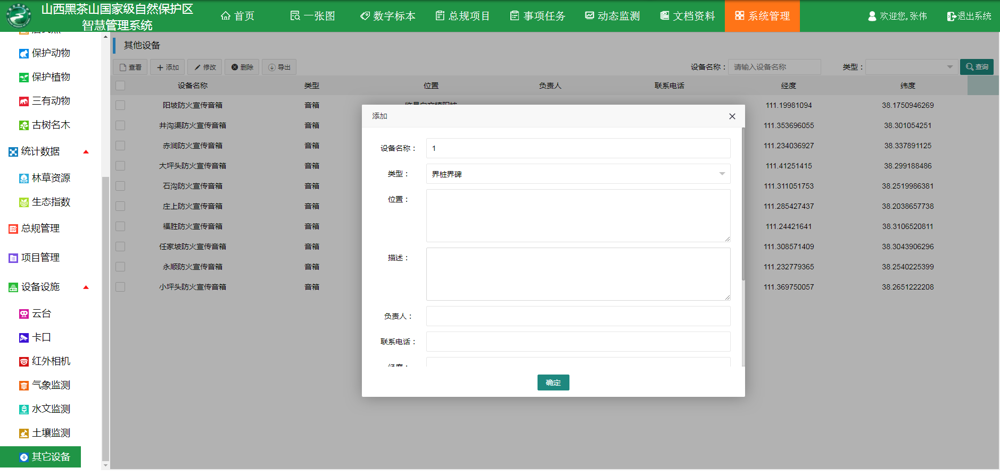 山西黑茶山国家级自然保护区
智慧管理系统
首页
一张图
数字标本
总规项目
事项任务
动态监测
文档资料
系统管理
欢迎您, 张伟
退出系统
保护动物
保护植物
三有动物
古树名木
统计数据
林草资源
生态指数
总规管理
项目管理
设备设施
云台
卡口
红外相机
气象监测
水文监测
土壤监测
其它设备
其他设备
查看
添加
修改
删除
导出
设备名称：
请输入设备名称
类型：
查询
设备名称 类型 位置 负责人 联系电话 经度 纬度
阳坡防火宣传音箱 音箱 111.19981094 38.1750946269
井沟渠防火宣传音箱 音箱 111.353696055 38.301054251
赤涧防火宣传音箱 音箱 111.234036927 38.337891125
大坪头防火宣传音箱 音箱 111.41251415 38.299188486
石沟防火宣传音箱 音箱 111.311051753 38.2519986381
庄上防火宣传音箱 音箱 111.285427437 38.2038657738
福胜防火宣传音箱 音箱 111.24421641 38.3106520811
任家坡防火宣传音箱 音箱 111.308571409 38.3043906296
永顺防火宣传音箱 音箱 111.232779365 38.2540225399
小坪头防火宣传音箱 音箱 111.369750057 38.2651222208
添加
设备名称： 1
类型： 界桩界碑
位置：
描述：
负责人：
联系电话：
经度：
确定